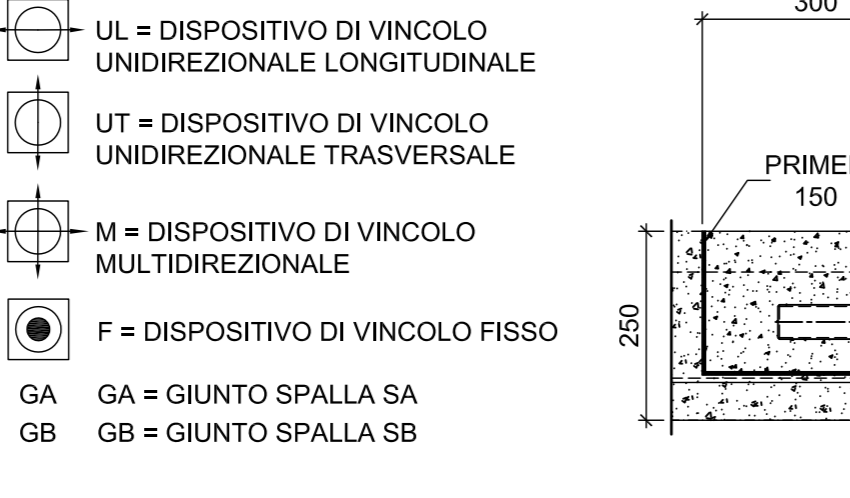 UL = DISPOSITIVO DI VINCOLO
UNIDIREZIONALE LONGITUDINALE
UT = DISPOSITIVO DI VINCOLO
UNIDIREZIONALE TRASVERSALE
M = DISPOSITIVO DI VINCOLO
MULTIDIREZIONALE
F = DISPOSITIVO DI VINCOLO FISSO
GA GA = GIUNTO SPALLA SA
GB GB = GIUNTO SPALLA SB
300
150
250